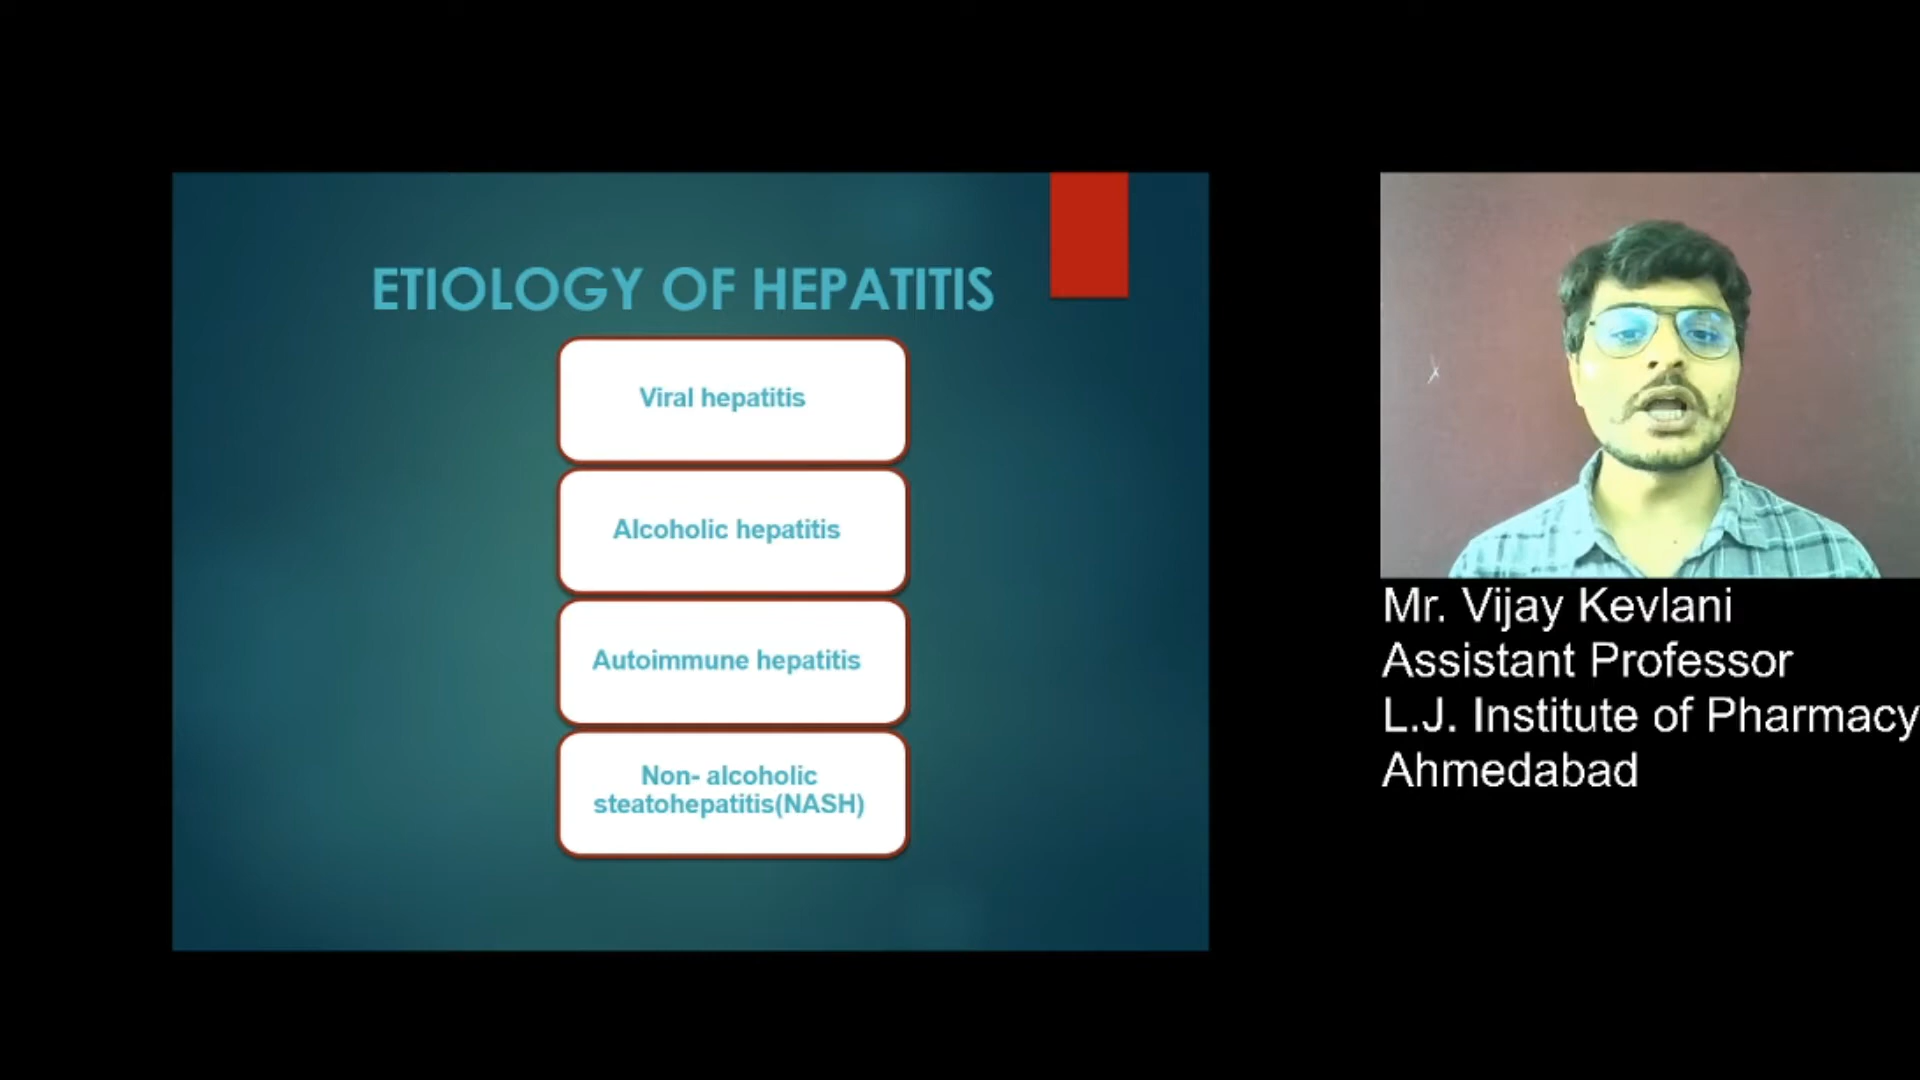 ETIOLOGY OF HEPATITIS
Viral hepatitis
Alcoholic hepatitis
Autoimmune hepatitis
Non- alcoholic
steatohepatitis(NASH)
Mr. Vijay Kevlani
Assistant Professor
L.J. Institute of Pharmacy
Ahmedabad